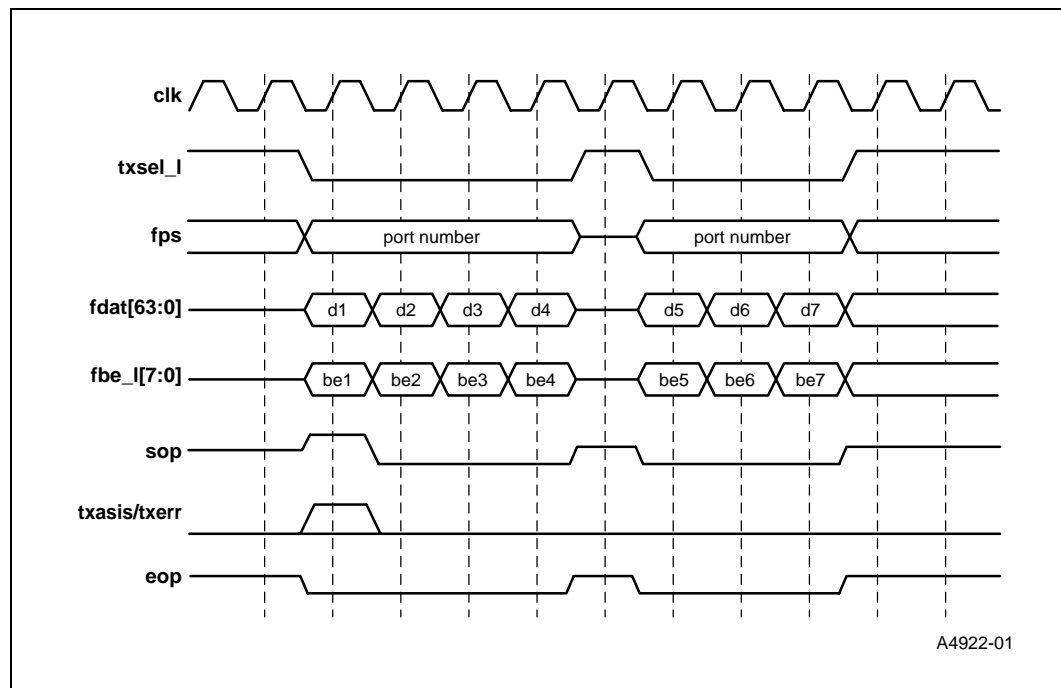 clk
txsel_l
fps port number port number
fdat[63:0] d1 d2 d3 d4 d5 d6 d7
fbe_l[7:0] be1 be2 be3 be4 be5 be6 be7
sop
txasis/txerr
eop
A4922-01